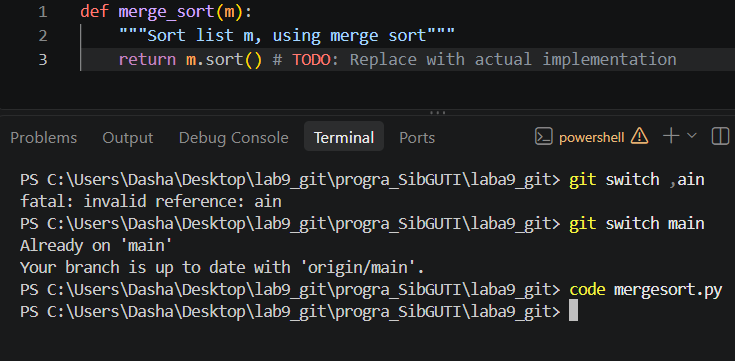 1 def merge_sort(m):
2 """Sort list m, using merge sort"""
3 return m.sort() # TODO: Replace with actual implementation
Problems Output Debug Console Terminal Ports powershell
PS C:\Users\Dasha\Desktop\lab9_git\progra_SibGUTI\laba9_git> git switch ,ain
fatal: invalid reference: ain
PS C:\Users\Dasha\Desktop\lab9_git\progra_SibGUTI\laba9_git> git switch main
Already on 'main'
Your branch is up to date with 'origin/main'.
PS C:\Users\Dasha\Desktop\lab9_git\progra_SibGUTI\laba9_git> code mergesort.py
PS C:\Users\Dasha\Desktop\lab9_git\progra_SibGUTI\laba9_git>